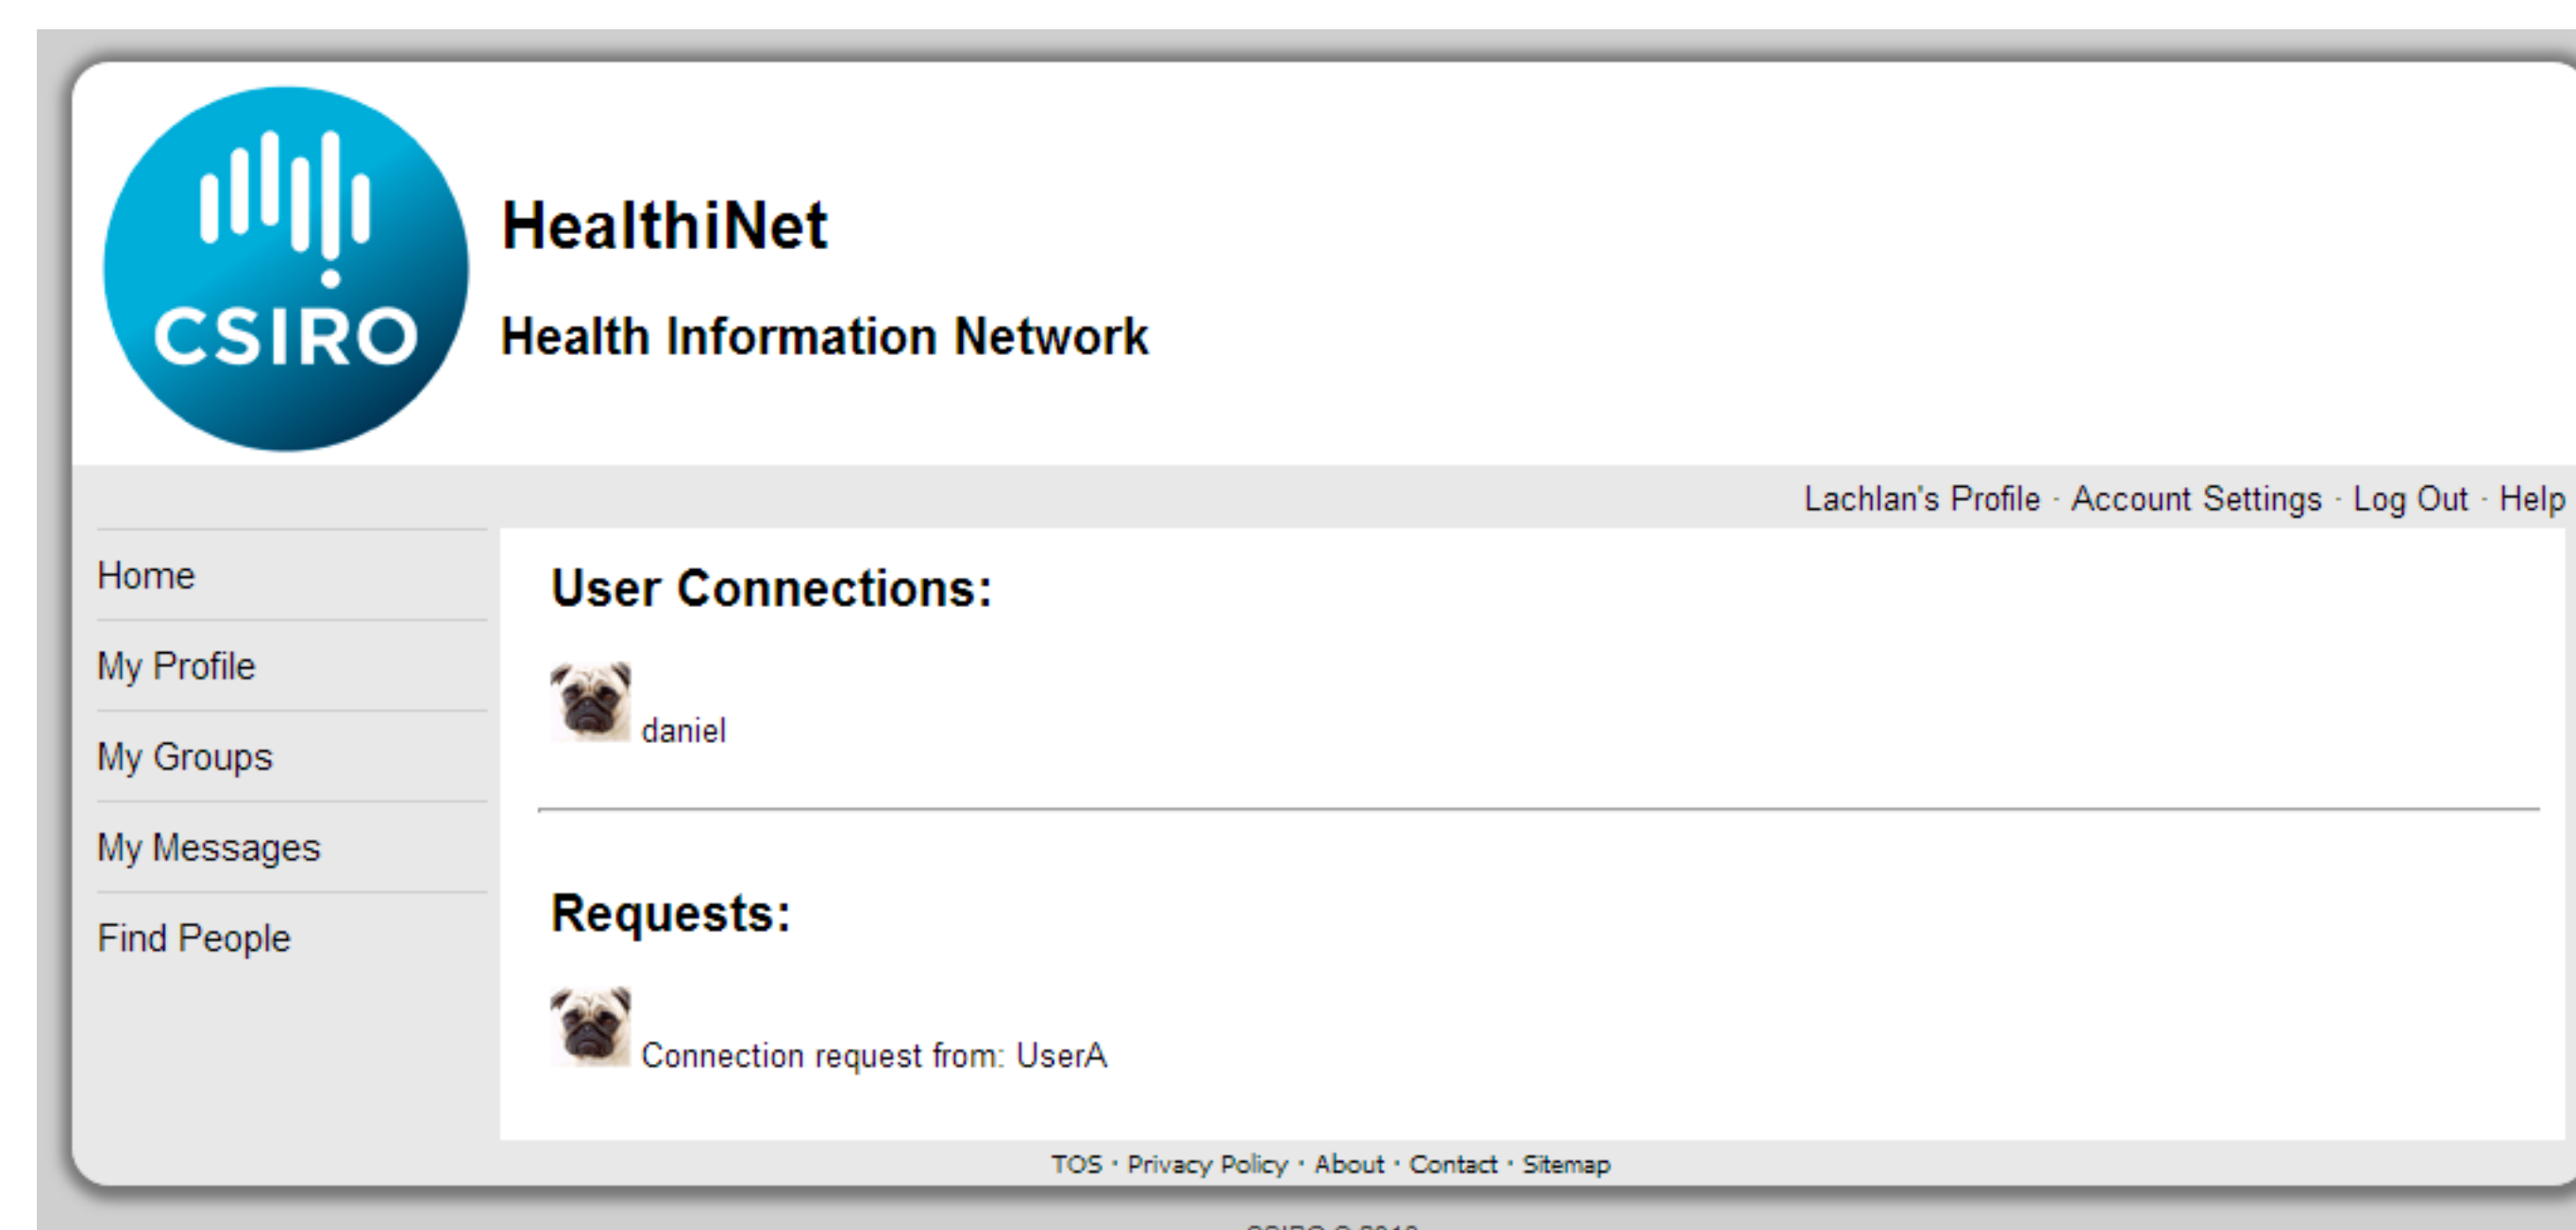 CSIRO
HealthiNet
Health Information Network
Lachlan's Profile - Account Settings - Log Out - Help
Home
My Profile
My Groups
My Messages
Find People
User Connections:
daniel
Requests:
Connection request from: UserA
TOS · Privacy Policy · About · Contact · Sitemap